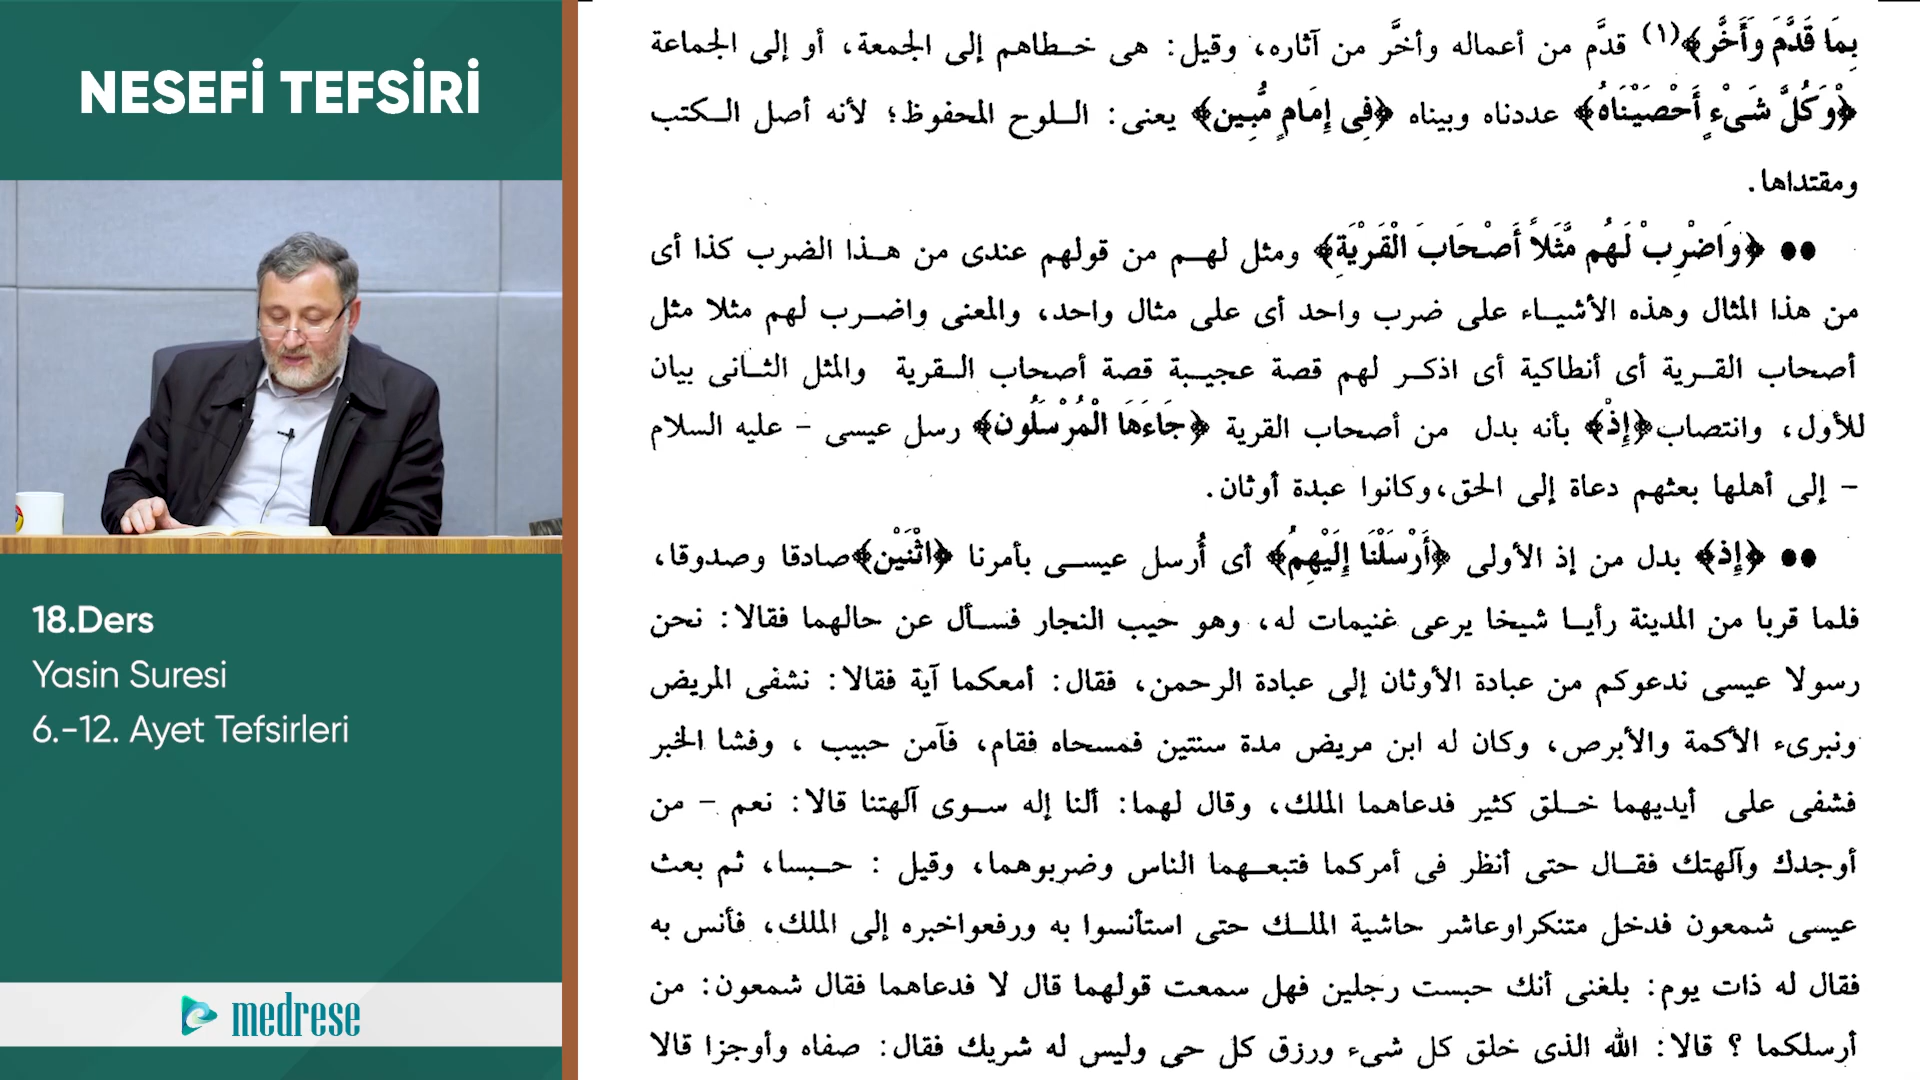 NESEFİ TEFSİRİ
18.Ders
Yasin Suresi
6.-12. Ayet Tefsirleri
medrese
بِمَا قَدَّمَ وَأَخَّر﴾(١) قدَّم من أعماله وأخَّر من آثاره، وقيل: هى خطاهم إلى الجمعة، أو إلى الجماعة
﴿وَكُلَّ شَىْءٍ أَحْصَيْنَاهُ﴾ عددناه وبيناه ﴿فِى إِمَامٍ مُّبِين﴾ يعنى: اللوح المحفوظ؛ لأنه أصل الكتب
ومقتداها.
●● ﴿وَاضْرِبْ لَهُم مَّثَلاً أَصْحَابَ الْقَرْيَةِ﴾ ومثل لهم من قولهم عندى من هذا الضرب كذا أى
من هذا المثال وهذه الأشياء على ضرب واحد أى على مثال واحد، والمعنى واضرب لهم مثلا مثل
أصحاب القرية أى أنطاكية أى اذكر لهم قصة عجيبة قصة أصحاب القرية والمثل الثانى بيان
للأول، وانتصاب ﴿إِذْ﴾ بأنه بدل من أصحاب القرية ﴿جَاءَهَا الْمُرْسَلُون﴾ رسل عيسى – عليه السلام
– إلى أهلها بعثهم دعاة إلى الحق، وكانوا عبدة أوثان.
●● ﴿إِذ﴾ بدل من إذ الأولى ﴿أَرْسَلْنَا إِلَيْهِمُ﴾ أى أُرسل عيسى بأمرنا ﴿اثْنَيْن﴾ صادقا وصدوقا،
فلما قربا من المدينة رأيا شيخا يرعى غنيمات له، وهو حيب النجار فسأل عن حالهما فقالا: نحن
رسولا عيسى ندعوكم من عبادة الأوثان إلى عبادة الرحمن، فقال: أمعكما آية فقالا: نشفى المريض
ونبرىء الأكمة والأبرص، وكان له ابن مريض مدة سنتين فمسحاه فقام، فآمن حبيب ، وفشا الخبر
فشفى على أيديهما خلق كثير فدعاهما الملك، وقال لهما: ألنا إله سوى آلهتنا قالا: نعم – من
أوجدك وآلهتك فقال حتى أنظر فى أمركما فتبعهما الناس وضربوهما، وقيل : حبسا، ثم بعث
عيسى شمعون فدخل متنكراوعاشر حاشية الملك حتى استأنسوا به ورفعواخبره إلى الملك، فأنس به
فقال له ذات يوم: بلغنى أنك حبست رجلين فهل سمعت قولهما قال لا فدعاهما فقال شمعون: من
أرسلكما ؟ قالا: الله الذى خلق كل شىء ورزق كل حى وليس له شريك فقال: صفاه وأوجزا قالا